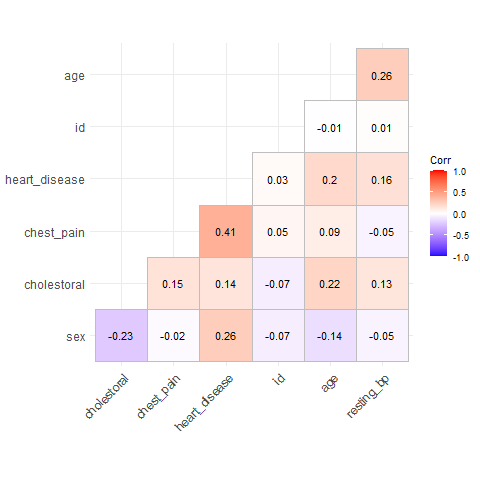 age
0.26
id
-0.01 0.01
heart_disease
0.03 0.2 0.16
chest_pain
0.41 0.05 0.09 -0.05
cholestoral
0.15 0.14 -0.07 0.22 0.13
sex
-0.23 -0.02 0.26 -0.07 -0.14 -0.05
cholestoral
chest_pain
heart_disease
id
age
resting_bp
Corr
1.0
0.5
0.0
-0.5
-1.0